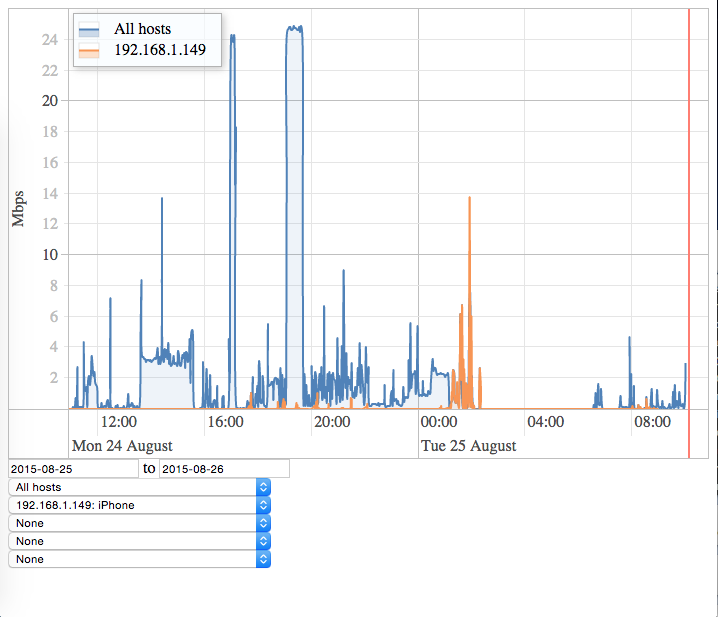 All hosts
192.168.1.149
Mbps
24
22
20
18
16
14
12
10
8
6
4
2
12:00 16:00 20:00 00:00 04:00 08:00
Mon 24 August Tue 25 August
2015-08-25 to 2015-08-26
All hosts
192.168.1.149: iPhone
None
None
None